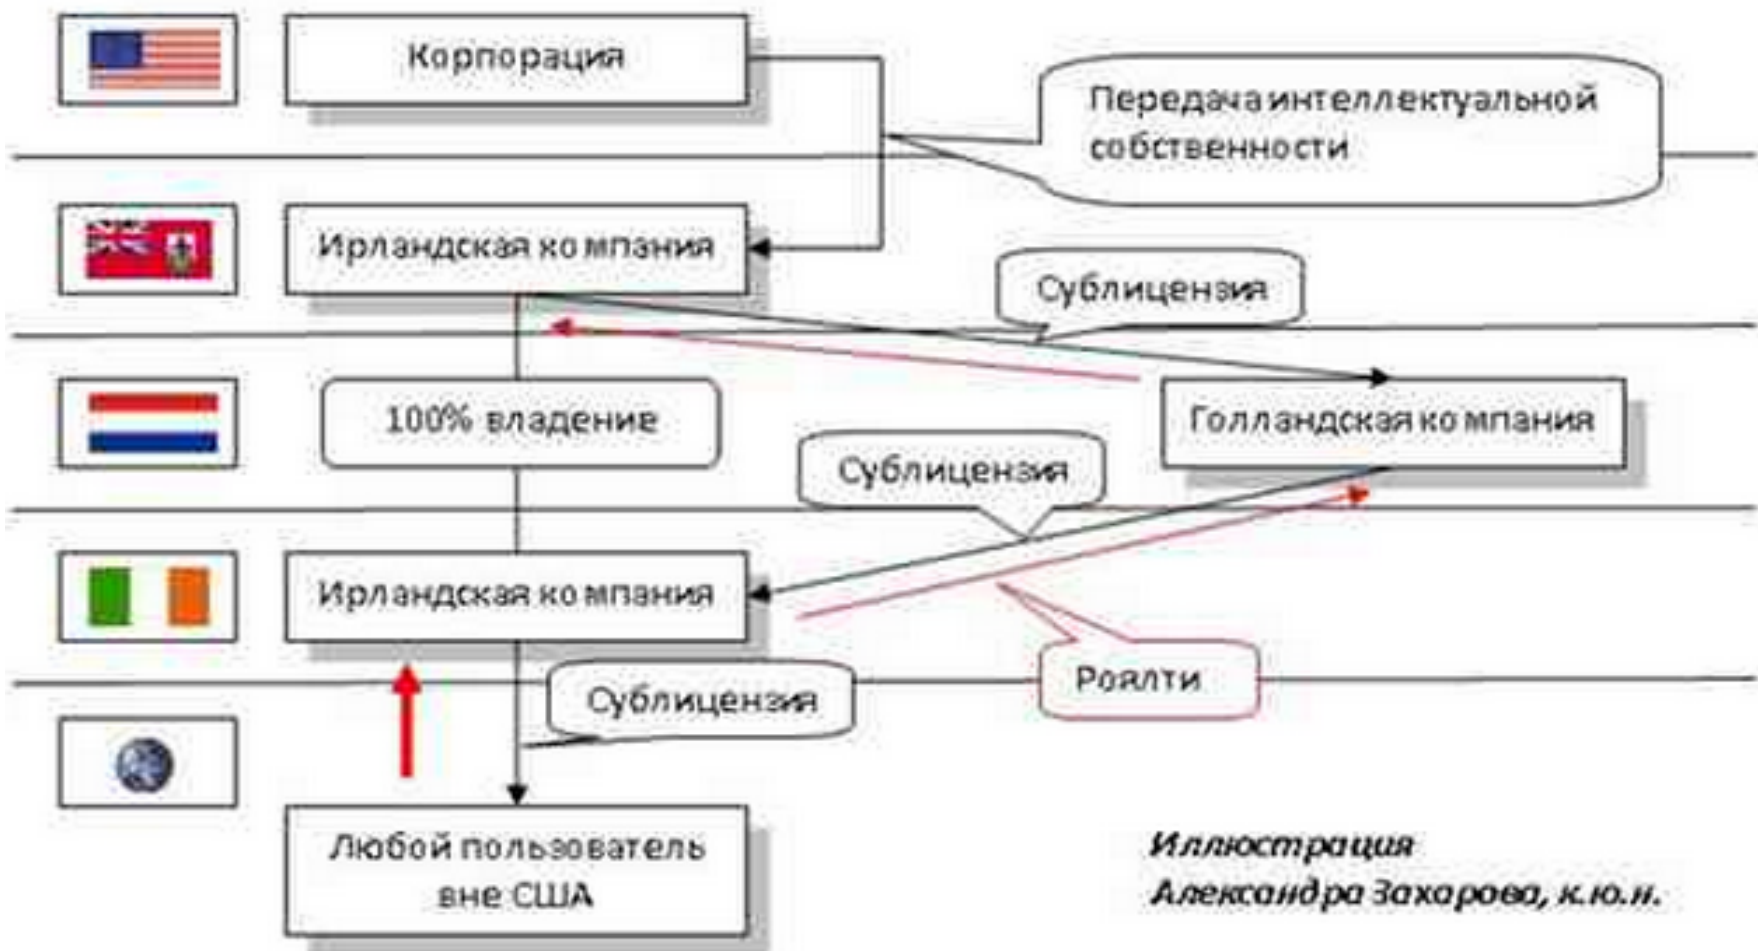 Корпорация
Передача интеллектуальной
собственности
Ирландская компания
Сублицензия
100% владение
Голландская компания
Сублицензия
Ирландская компания
Роялти
Сублицензия
Любой пользователь
вне США
Иллюстрация
Александра Захарова, к.ю.н.